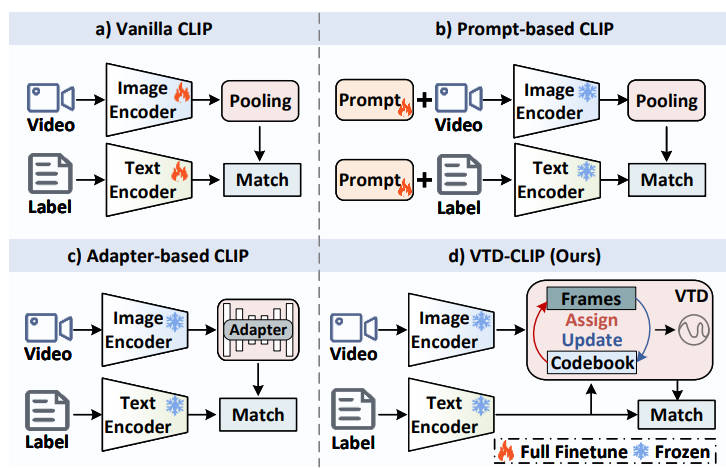 a) Vanilla CLIP
Image
Encoder
Pooling
Video
Text
Encoder
Match
Label
b) Prompt-based CLIP
Prompt
+
Video
Image
Encoder
Pooling
Prompt
+
Label
Text
Encoder
Match
c) Adapter-based CLIP
Image
Encoder
Adapter
Video
Text
Encoder
Match
Label
d) VTD-CLIP (Ours)
Image
Encoder
Video
Frames
VTD
Assign
Update
Codebook
Text
Encoder
Match
Label
Full Finetune
Frozen